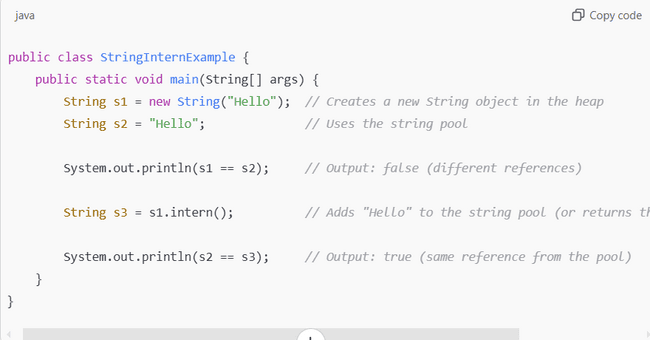 java
Copy code
public class StringInternExample {
public static void main(String[] args) {
String s1 = new String("Hello"); // Creates a new String object in the heap
String s2 = "Hello"; // Uses the string pool
System.out.println(s1 == s2); // Output: false (different references)
String s3 = s1.intern(); // Adds "Hello" to the string pool (or returns
System.out.println(s2 == s3); // Output: true (same reference from the pool)
}
}